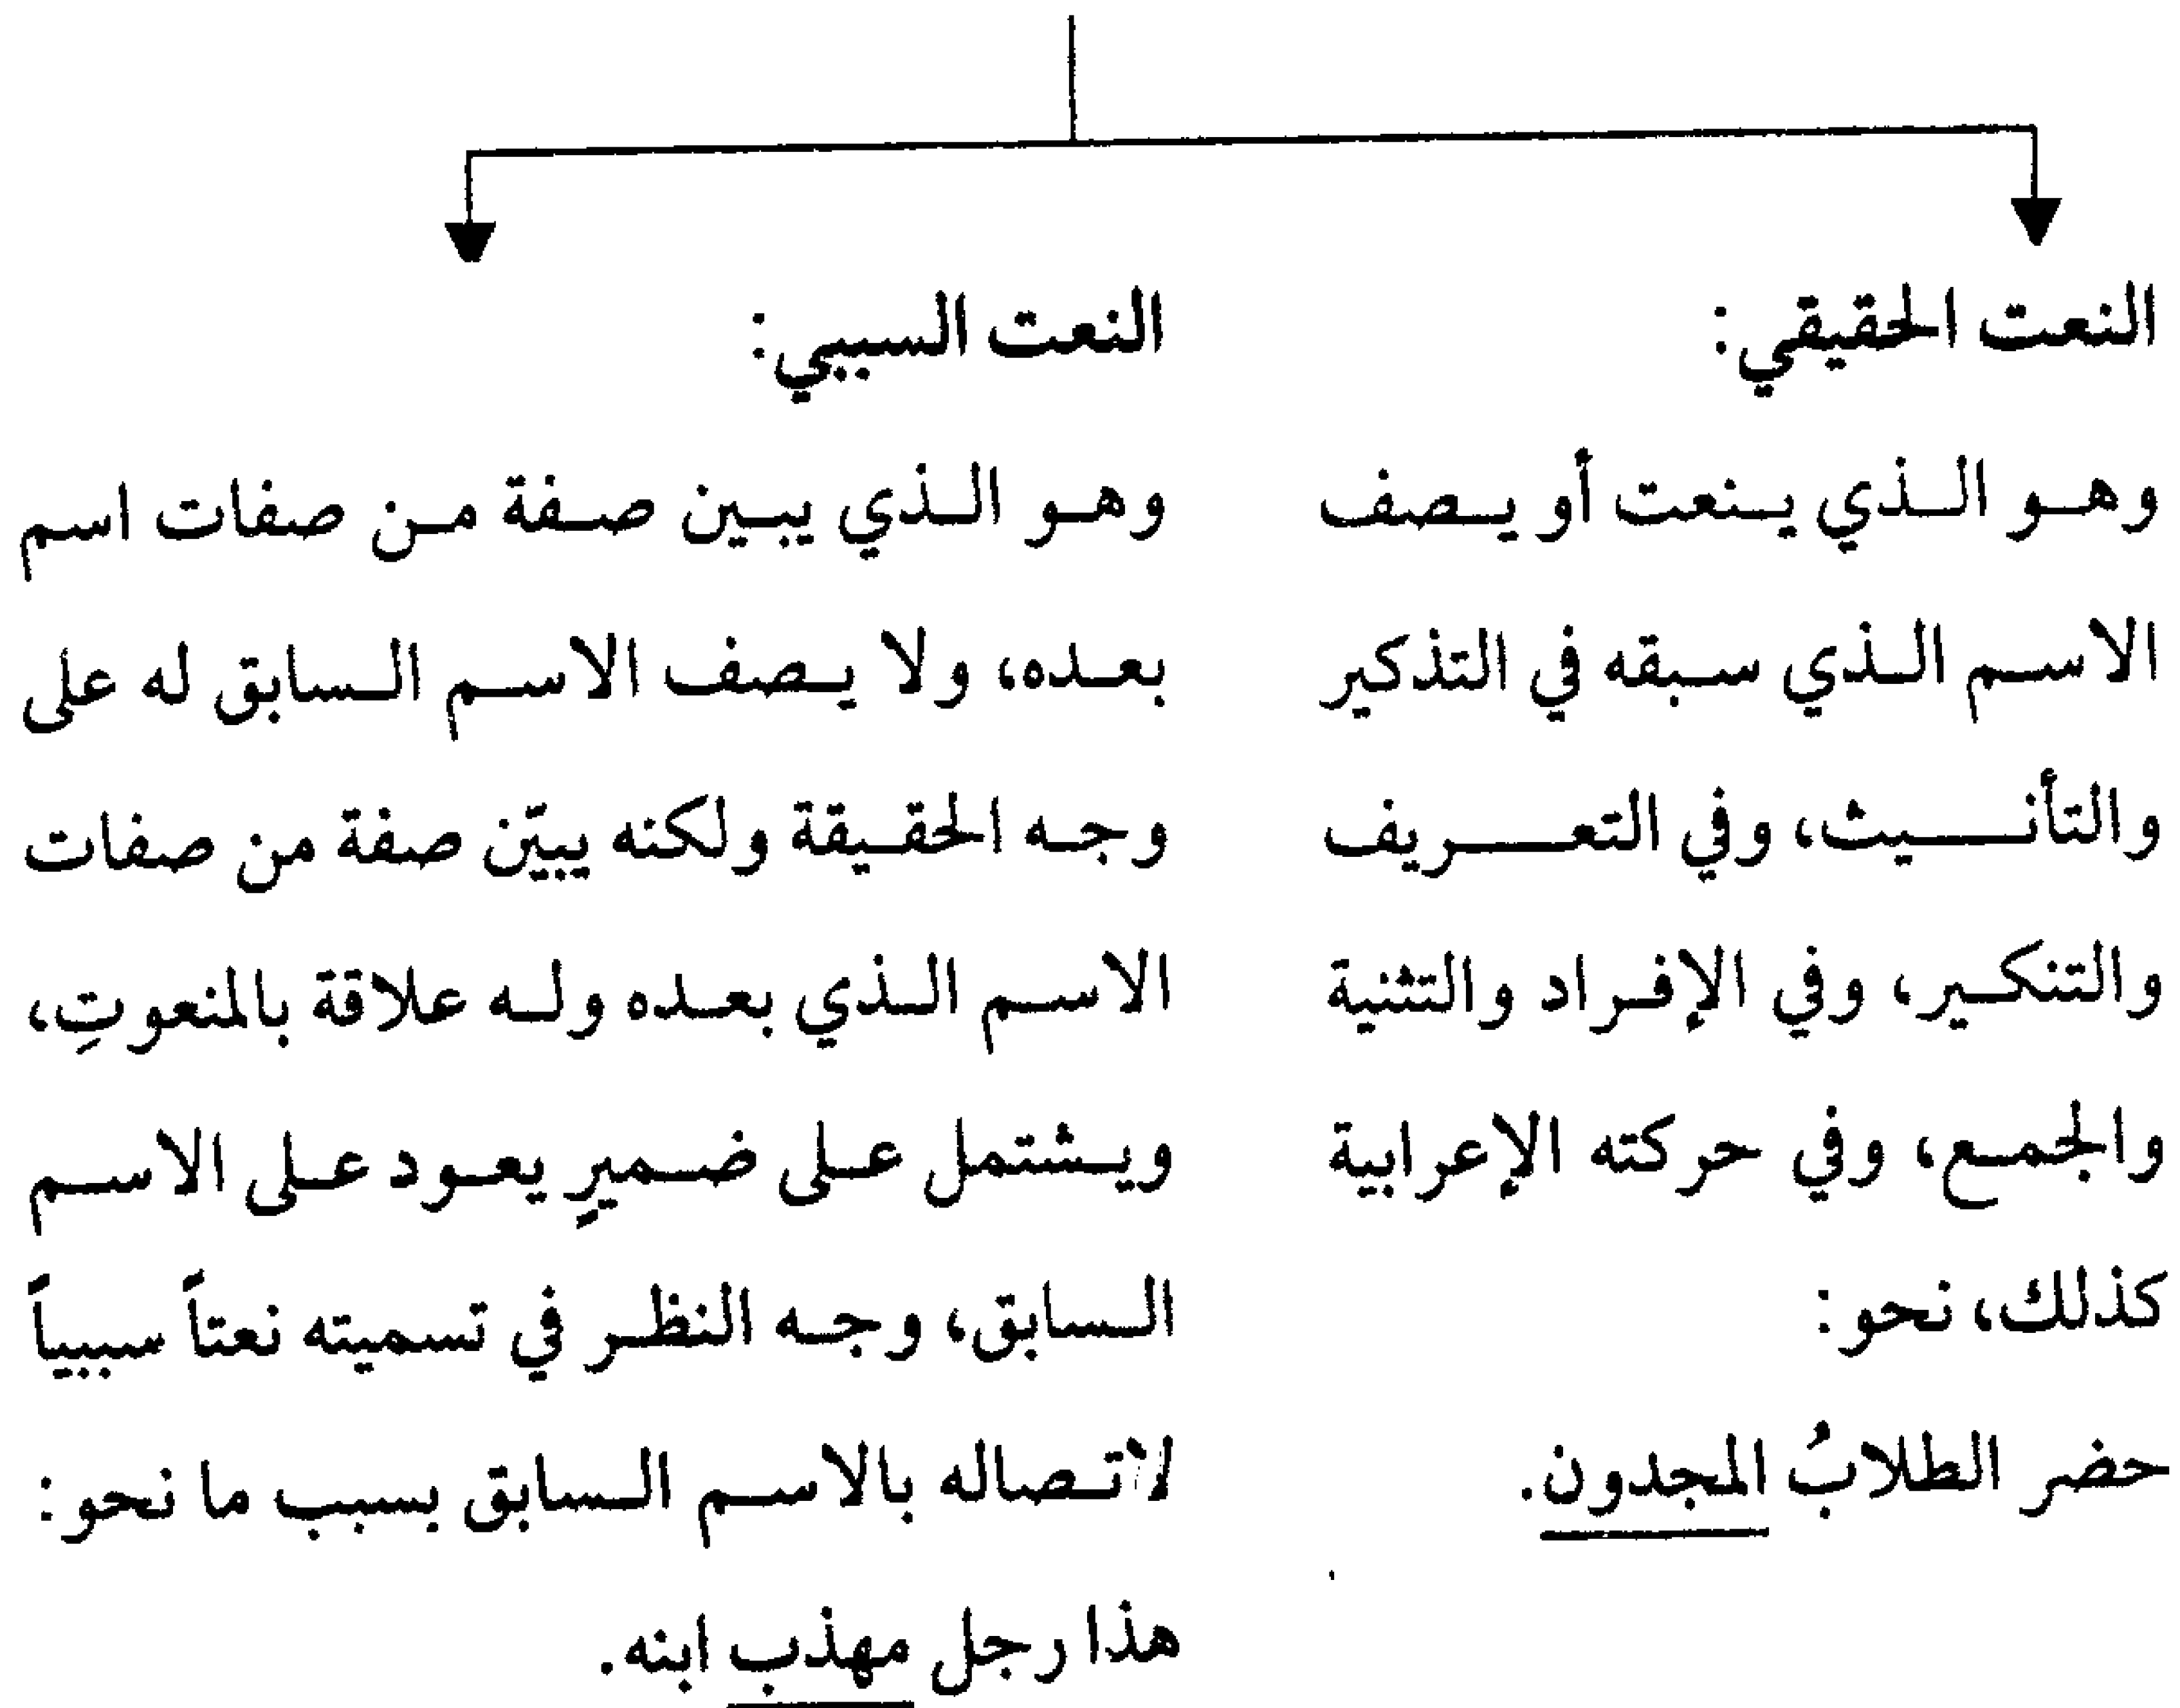 النعت الحقيقي:
وهو الذي ينعت أو يصف
الاسم الذي سبقه في التذكير
والتأنيث، وفي التعريف
والتنكير، وفي الإفراد والتثنية
والجمع، وفي حركته الإعرابية
كذلك، نحو:
حضر الطلابُ المجدون.
النعت السببي:
وهو الذي يبين صفة من صفات اسم
بعده، ولا يصف الاسم السابق له على
وجه الحقيقة ولكنه يبيّن صفة من صفات
الاسم الذي بعده وله علاقة بالمنعوتِ،
ويشتمل على ضميرٍ يعود على الاسم
السابق، وجه النظر في تسميته نعتاً سببياً
لاتصاله بالاسم السابق بسبب ما نحو:
هذا رجل مهذب ابنه.